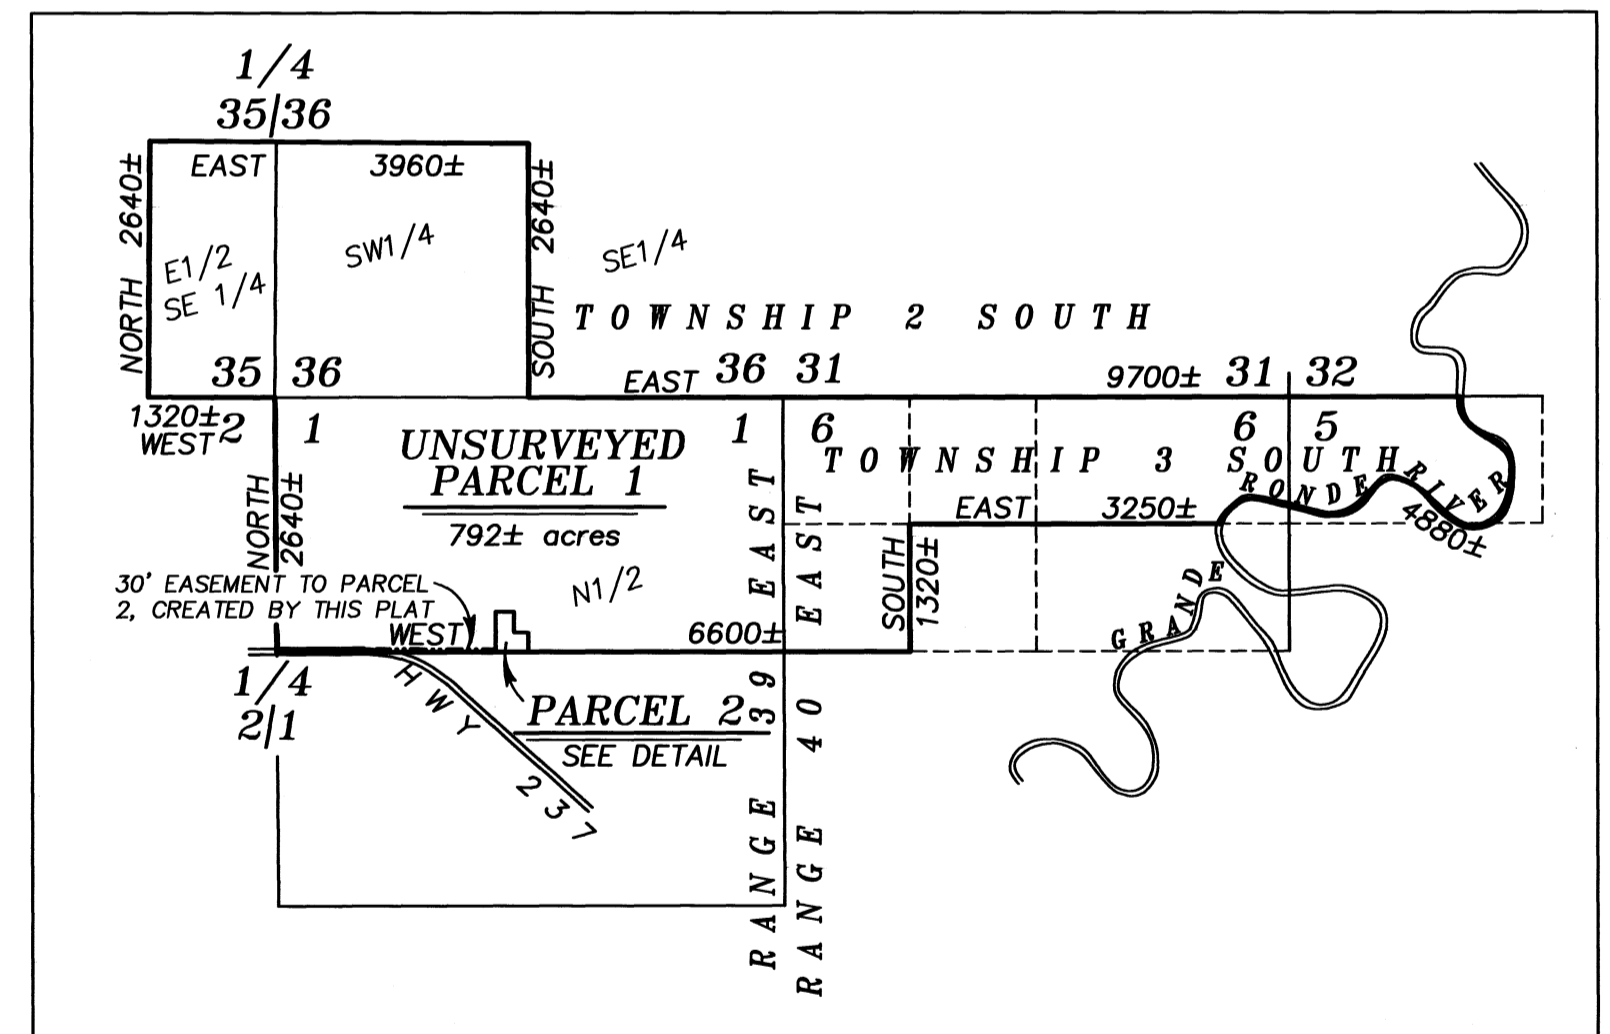 1/4
35|36
EAST 3960±
NORTH 2640±
SOUTH 2640±
E1/2
SE 1/4
SW1/4
SE1/4
TOWNSHIP 2 SOUTH
35 36
EAST 36 31 9700± 31 32
1320±
WEST 2 1
1 6
6 5
UNSURVEYED
PARCEL 1
792± acres
TOWNSHIP 3 SOUTH
GRANDE RONDE RIVER
4880±
EAST 3250±
NORTH 2640±
SOUTH 1320±
N1/2
30' EASEMENT TO PARCEL
2, CREATED BY THIS PLAT
WEST 6600±
1/4
2|1
HWY 237
PARCEL 2
SEE DETAIL
RANGE 39 EAST
RANGE 40 EAST